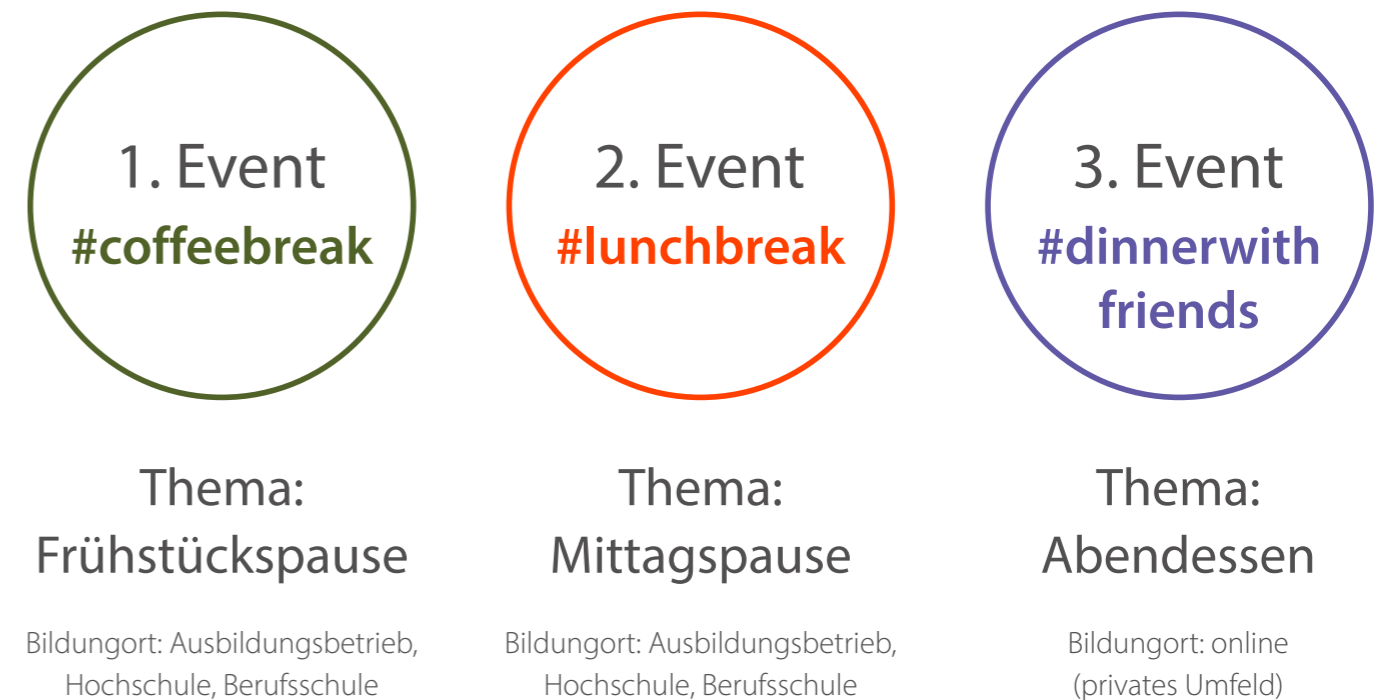 1. Event
#coffeebreak
Thema:
Frühstückspause
Bildungort: Ausbildungsbetrieb,
Hochschule, Berufsschule
2. Event
#lunchbreak
Thema:
Mittagspause
Bildungort: Ausbildungsbetrieb,
Hochschule, Berufsschule
3. Event
#dinnerwith
friends
Thema:
Abendessen
Bildungort: online
(privates Umfeld)